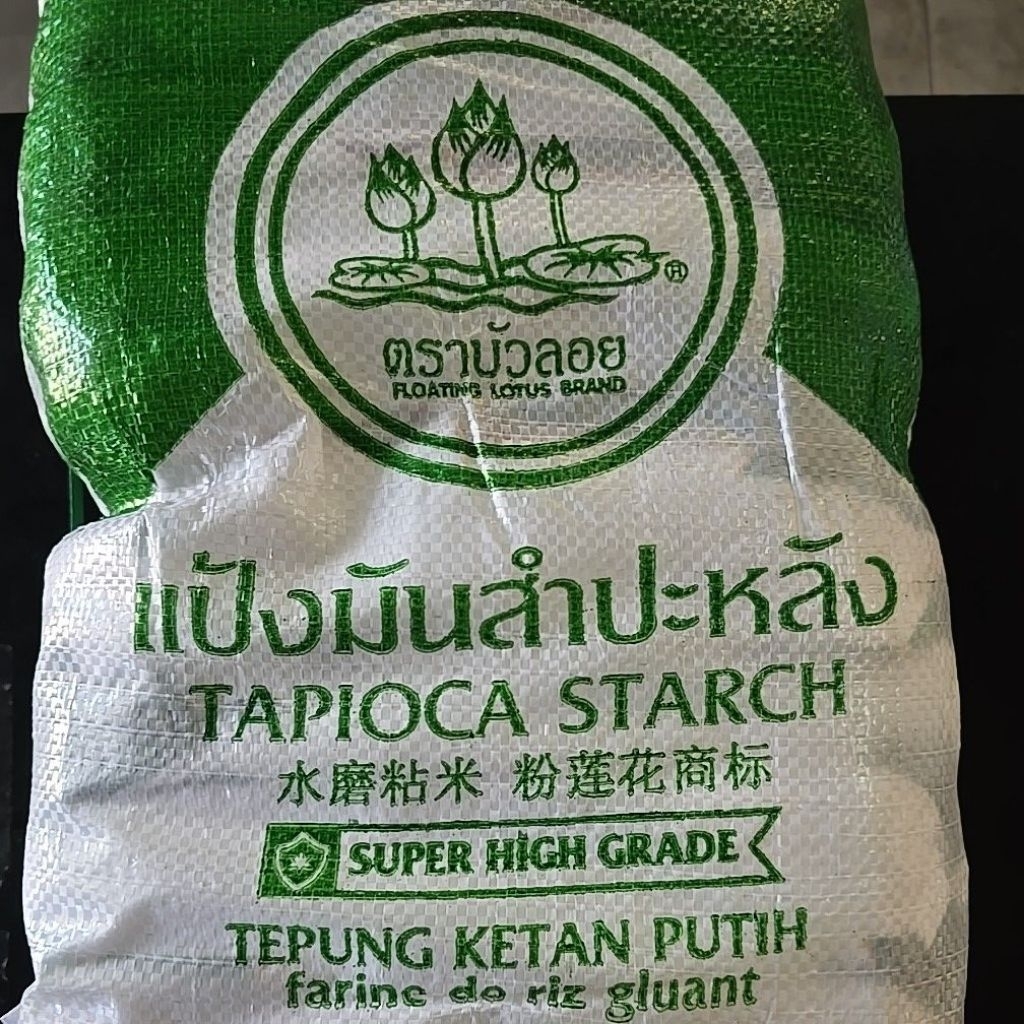 ®
ตราบัวลอย
FLOATING LOTUS BRAND
แป้งมันสำปะหลัง
TAPIOCA STARCH
水磨粘米 粉莲花商标
SUPER HIGH GRADE
TEPUNG KETAN PUTIH
farine de riz gluant